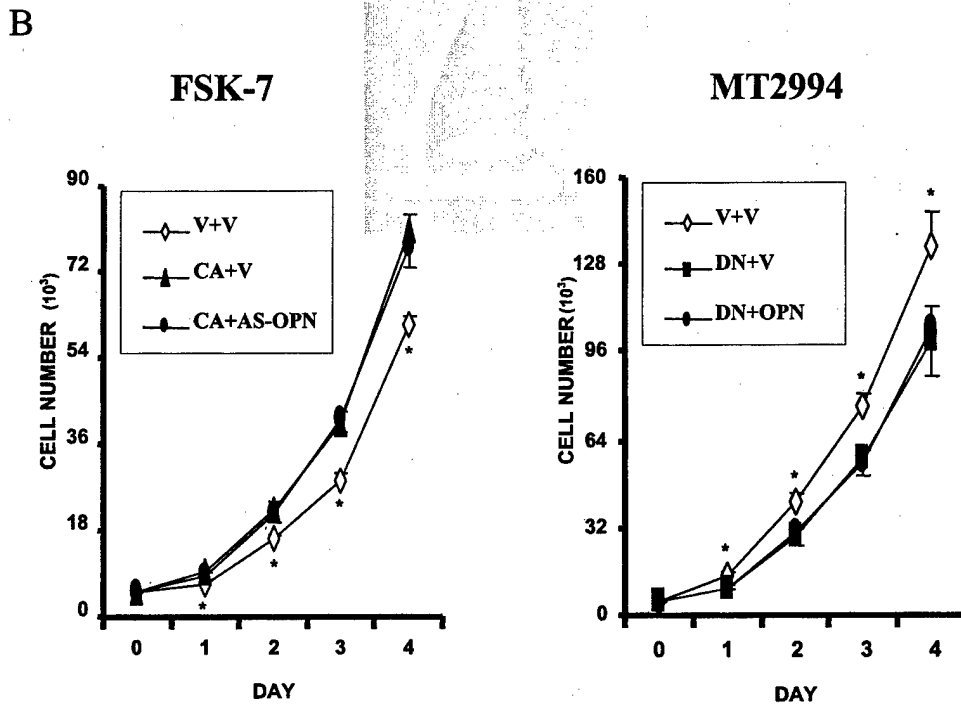 B
FSK-7
MT2994
90
72
54
36
18
0
CELL NUMBER (10³)
V+V
CA+V
CA+AS-OPN
*
*
*
*
0 1 2 3 4
DAY
160
128
96
64
32
0
CELL NUMBER (10³)
V+V
DN+V
DN+OPN
*
*
*
*
0 1 2 3 4
DAY